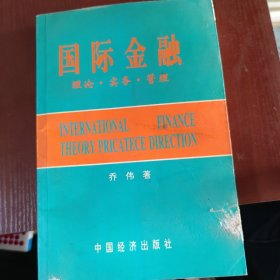 国际金融
理论·实务·管理
INTERNATIONAL FINANCE
THEORY PRICATECE DIRECTION
乔伟著
中国经济出版社